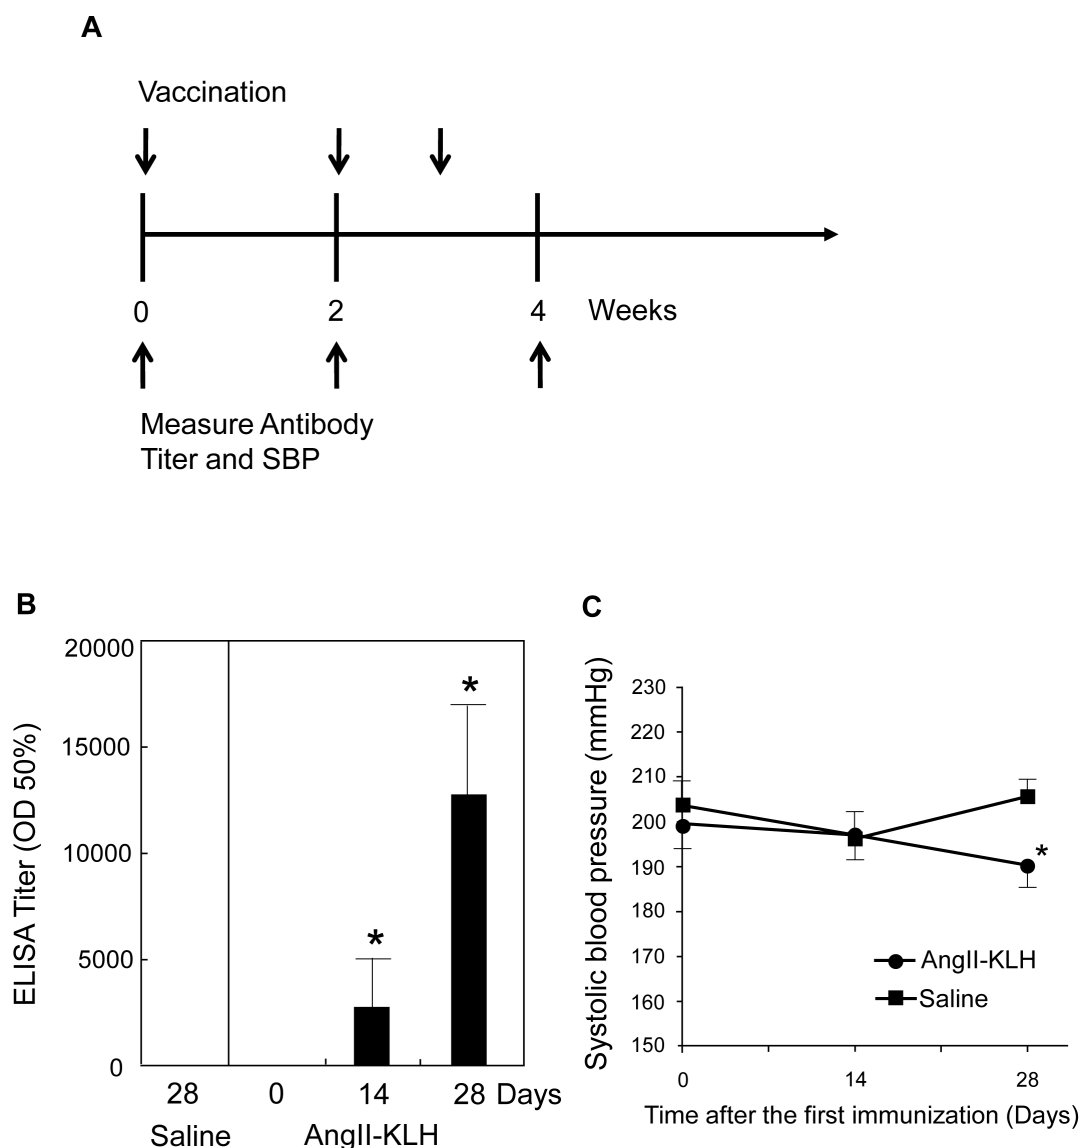 A
Vaccination
0 2 4 Weeks
Measure Antibody
Titer and SBP
B
20000
15000
10000
5000
0
ELISA Titer (OD 50%)
*
*
28 0 14 28 Days
Saline AngII-KLH
C
Systolic blood pressure (mmHg)
230
220
210
200
190
180
170
160
150
*
AngII-KLH
Saline
0 14 28
Time after the first immunization (Days)